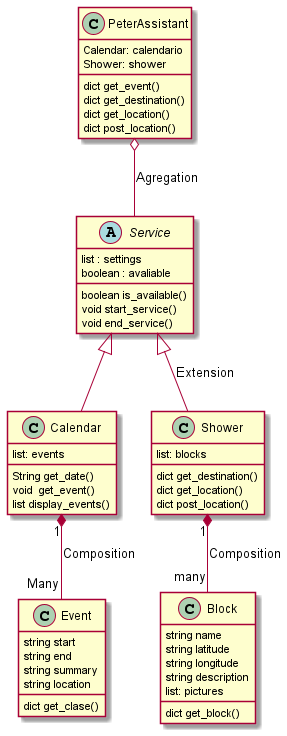 C PeterAssistant
Calendar: calendario
Shower: shower
dict get_event()
dict get_destination()
dict get_location()
dict post_location()
Agregation
A Service
list : settings
boolean : avaliable
boolean is_available()
void start_service()
void end_service()
Extension
C Calendar
list: events
String get_date()
void get_event()
list display_events()
C Shower
list: blocks
dict get_destination()
dict get_location()
dict post_location()
1
Composition
Many
1
Composition
many
C Event
string start
string end
string summary
string location
dict get_clase()
C Block
string name
string latitude
string longitude
string description
list: pictures
dict get_block()